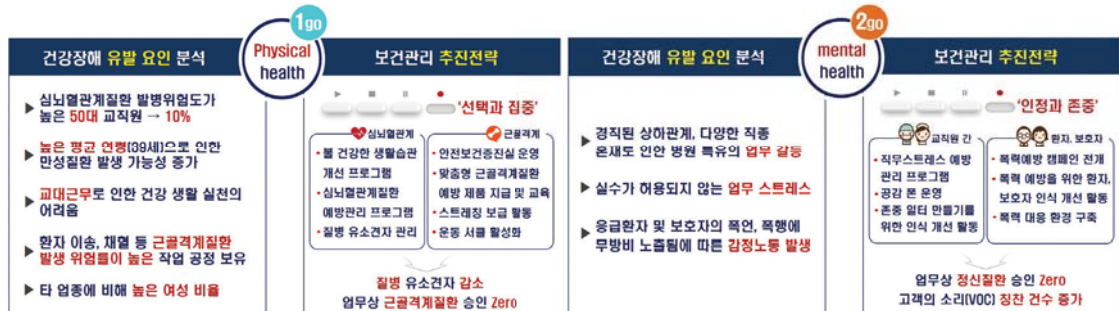 1go
Physical
health
건강장해 유발 요인 분석
심뇌혈관계질환 발병위험도가
높은 50대 교직원 → 10%
높은 평균 연령(39세)으로 인한
만성질환 발생 가능성 증가
교대근무로 인한 건강 생활 실천의
어려움
환자 이송, 채혈 등 근골격계질환
발생 위험률이 높은 작업 공정 보유
타 업종에 비해 높은 여성 비율
보건관리 추진전략
'선택과 집중'
심뇌혈관계
• 불 건강한 생활습관
개선 프로그램
• 심뇌혈관계질환
예방관리 프로그램
• 질병 유소견자 관리
근골격계
• 안전보건증진실 운영
• 맞춤형 근골격계질환
예방 제품 지급 및 교육
• 스트레칭 보급 활동
• 운동 서클 활성화
질병 유소견자 감소
업무상 근골격계질환 승인 Zero
2go
mental
health
건강장해 유발 요인 분석
경직된 상하관계, 다양한 직종
혼재도 인한 병원 특유의 업무 갈등
실수가 허용되지 않는 업무 스트레스
응급환자 및 보호자의 폭언, 폭행에
무방비 노출됨에 따른 감정노동 발생
보건관리 추진전략
'인정과 존중'
교직원 간
• 직무스트레스 예방
관리 프로그램
• 공감 톤 운영
• 존중 일터 만들기를
위한 인식 개선 활동
환자, 보호자
• 폭력예방 캠페인 전개
• 폭력 예방을 위한 환자,
보호자 인식 개선 활동
• 폭력 대응 환경 구축
업무상 정신질환 승인 Zero
고객의 소리(VOC) 칭찬 건수 증가